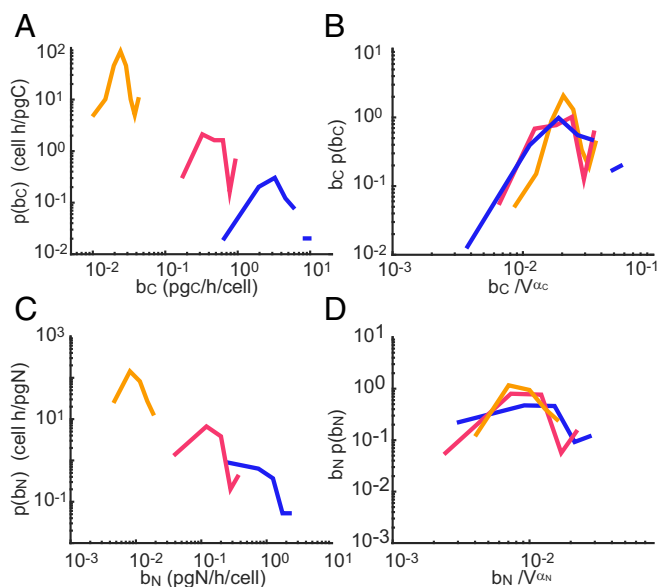 A
B
p(bC) (cell h/pgC)
10²
10¹
10⁰
10⁻¹
10⁻²
10⁻² 10⁻¹ 10⁰ 10¹
bC (pgC/h/cell)
bC p(bC)
10¹
10⁰
10⁻¹
10⁻²
10⁻³ 10⁻² 10⁻¹
bC /VαC
C
D
p(bN) (cell h/pgN)
10³
10¹
10⁻¹
10⁻³ 10⁻² 10⁻¹ 10⁰ 10¹
bN (pgN/h/cell)
bN p(bN)
10¹
10⁰
10⁻¹
10⁻²
10⁻³
10⁻³ 10⁻²
bN /VαN